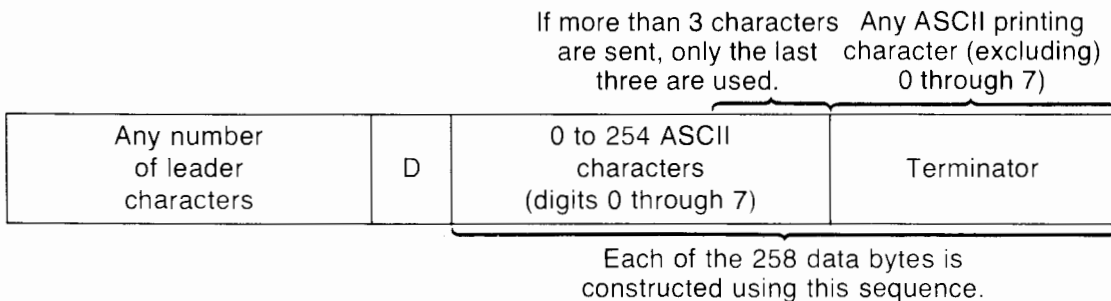 If more than 3 characters
are sent, only the last
three are used.
Any ASCII printing
character (excluding)
0 through 7)
Any number
of leader
characters
D
0 to 254 ASCII
characters
(digits 0 through 7)
Terminator
Each of the 258 data bytes is
constructed using this sequence.